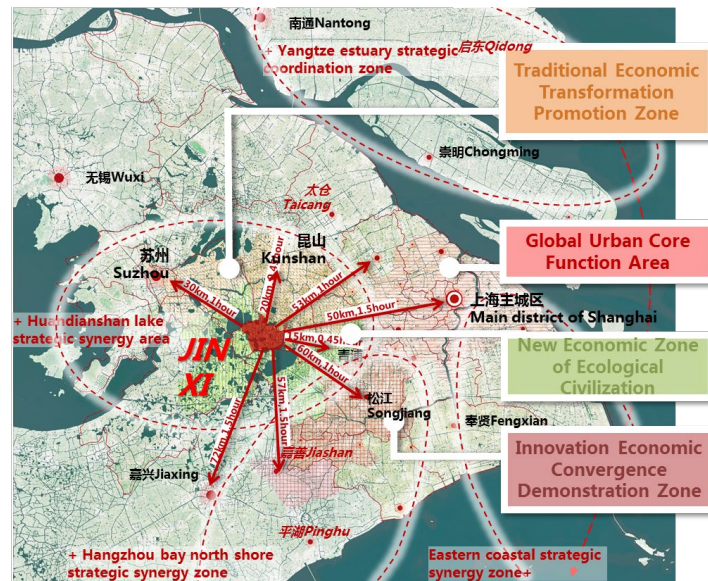 南通Nantong
+ Yangtze estuary strategic
coordination zone
启东Qidong
Traditional Economic
Transformation
Promotion Zone
崇明Chongming
无锡Wuxi
太仓
Taicang
昆山
Kunshan
苏州
Suzhou
Global Urban Core
Function Area
30km,1hour
53km,1hour
50km,1.5hour
上海主城区
Main district of Shanghai
+ Huandianshan lake
strategic synergy area
JIN
XI
15km,0.45hour
60km,1hour
57km,1.5hour
72km,1.5hour
New Economic Zone
of Ecological
Civilization
松江
Songjiang
奉贤Fengxian
Innovation Economic
Convergence
Demonstration Zone
嘉善Jiashan
嘉兴Jiaxing
平湖Pinghu
+ Hangzhou bay north shore
strategic synergy zone
Eastern coastal strategic
synergy zone+